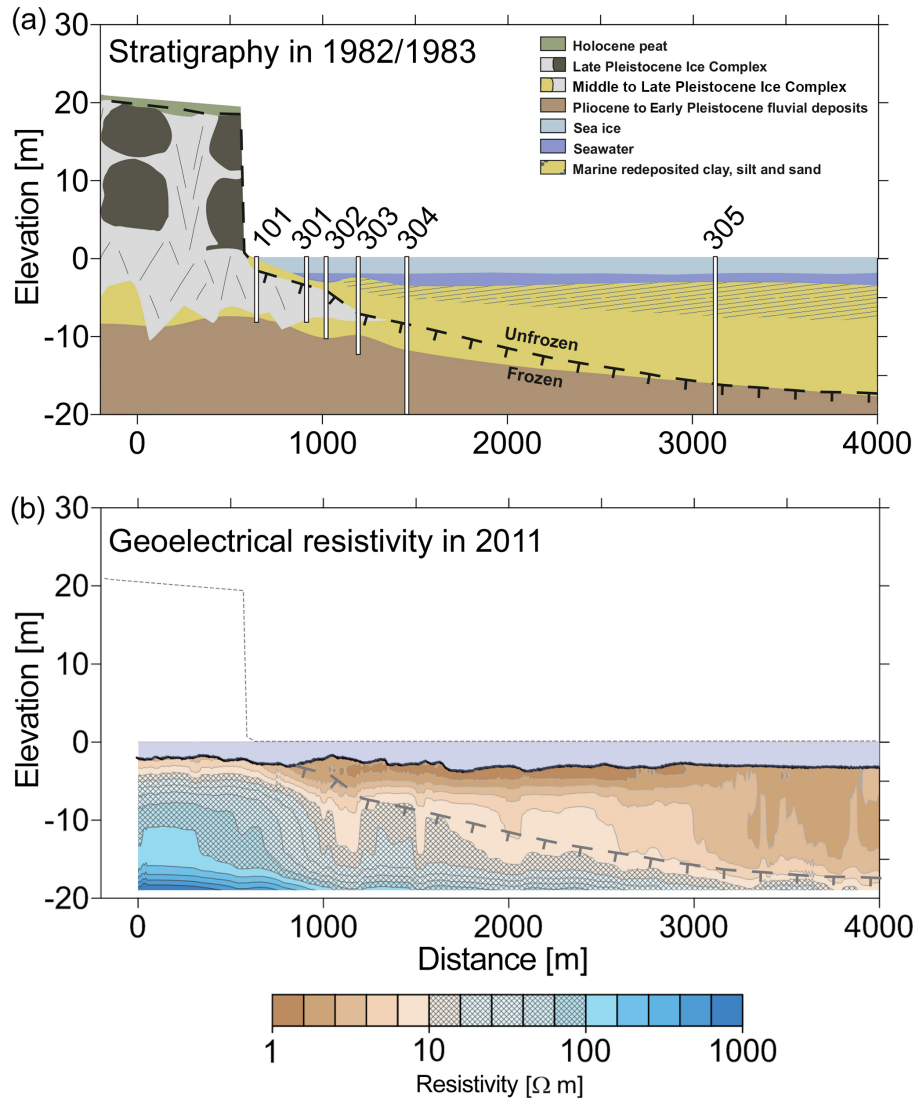 (a)
Stratigraphy in 1982/1983
Holocene peat
Late Pleistocene Ice Complex
Middle to Late Pleistocene Ice Complex
Pliocene to Early Pleistocene fluvial deposits
Sea ice
Seawater
Marine redeposited clay, silt and sand
Elevation [m]
30
20
10
0
-10
-20
101
301
302
303
304
305
Unfrozen
Frozen
0 1000 2000 3000 4000
(b)
Geoelectrical resistivity in 2011
Elevation [m]
30
20
10
0
-10
-20
0 1000 2000 3000 4000
Distance [m]
1 10 100 1000
Resistivity [Ω m]